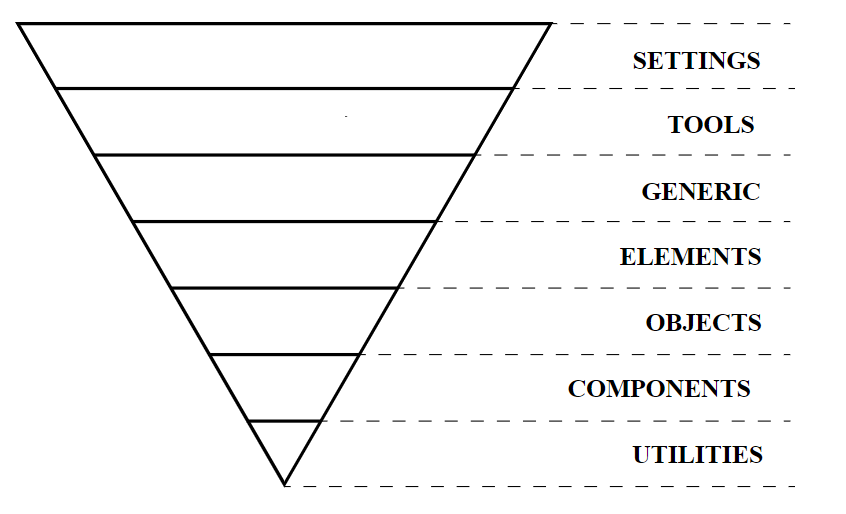 SETTINGS
TOOLS
GENERIC
ELEMENTS
OBJECTS
COMPONENTS
UTILITIES